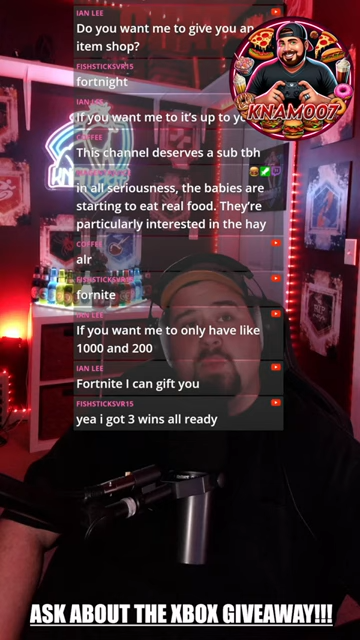 IAN LEE
Do you want me to give you an
item shop?
FISHSTICKSVR15
fortnight
IAN LEE
If you want me to it's up to
COFFEE
This channel deserves a sub tbh
in all seriousness, the babies are
starting to eat real food. They're
particularly interested in the hay
COFFEE
alr
FISHSTICKSVR15
fornite
IAN LEE
If you want me to only have like
1000 and 200
IAN LEE
Fortnite I can gift you
FISHSTICKSVR15
yea i got 3 wins all ready
KNAM007
ASK ABOUT THE XBOX GIVEAWAY!!!